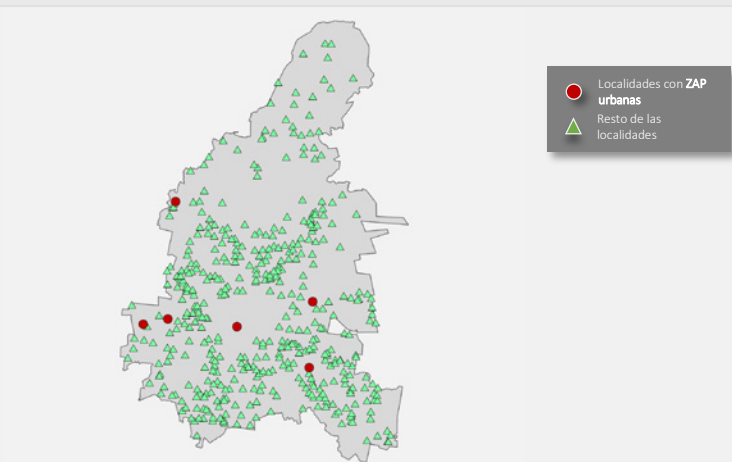 Localidades con ZAP
urbanas
Resto de las
localidades